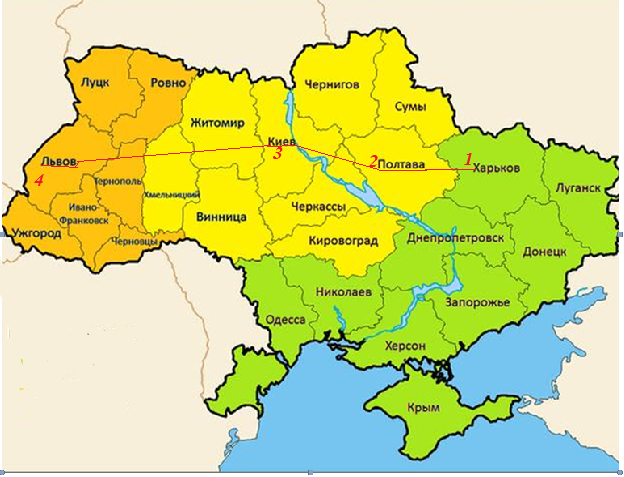 Луцк
Ровно
Чернигов
Сумы
Житомир
Киев
3
Львов
4
Тернополь
Хмельницкий
2
Полтава
1
Харьков
Луганск
Ивано-
Франковск
Ужгород
Черновцы
Винница
Черкассы
Кировоград
Днепропетровск
Донецк
Николаев
Запорожье
Одесса
Херсон
Крым